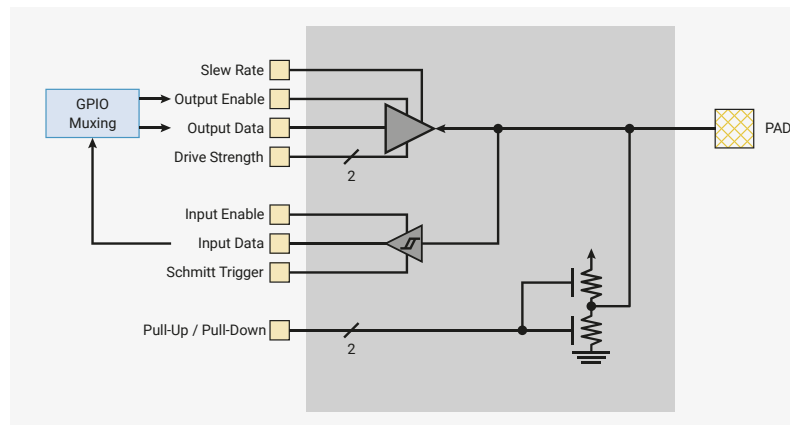 Slew Rate
GPIO
Muxing
Output Enable
Output Data
PAD
Drive Strength
2
Input Enable
Input Data
Schmitt Trigger
Pull-Up / Pull-Down
2